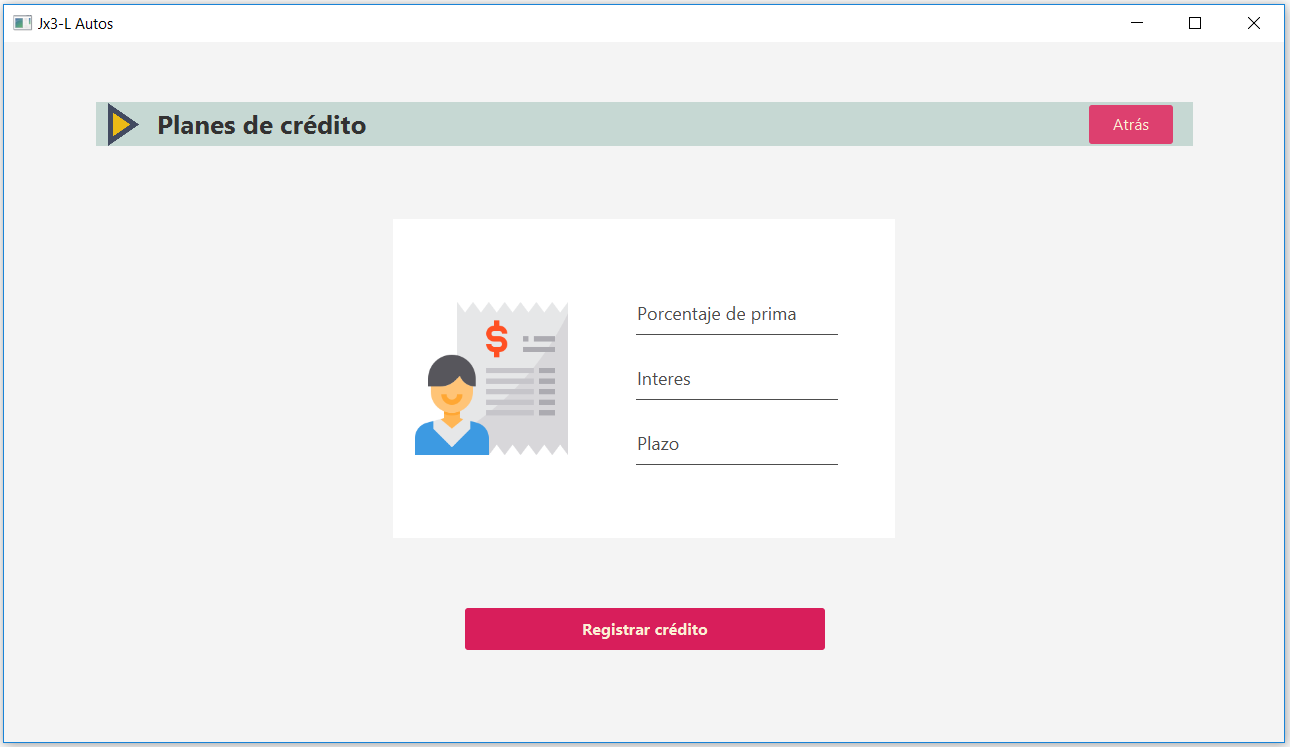 Jx3-L Autos
Planes de crédito
Atrás
$
Porcentaje de prima
Interes
Plazo
Registrar crédito